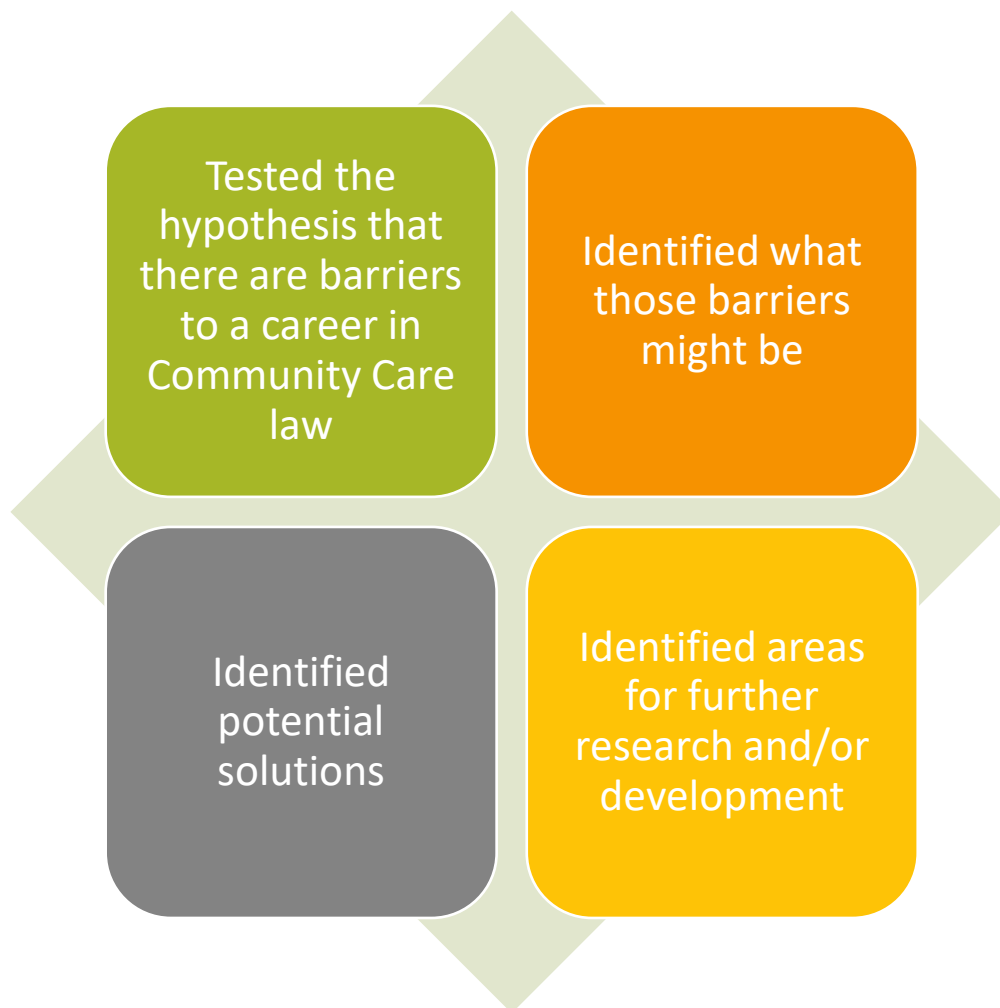 Tested the
hypothesis that
there are barriers
to a career in
Community Care
law
Identified what
those barriers
might be
Identified
potential
solutions
Identified areas
for further
research and/or
development